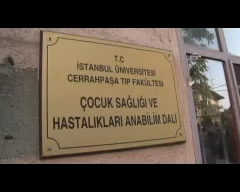 T.C
İSTANBUL ÜNİVERSİTESİ
CERRAHPAŞA TIP FAKÜLTESİ
ÇOCUK SAĞLIĞI VE
HASTALIKLARI ANABİLİM DALI